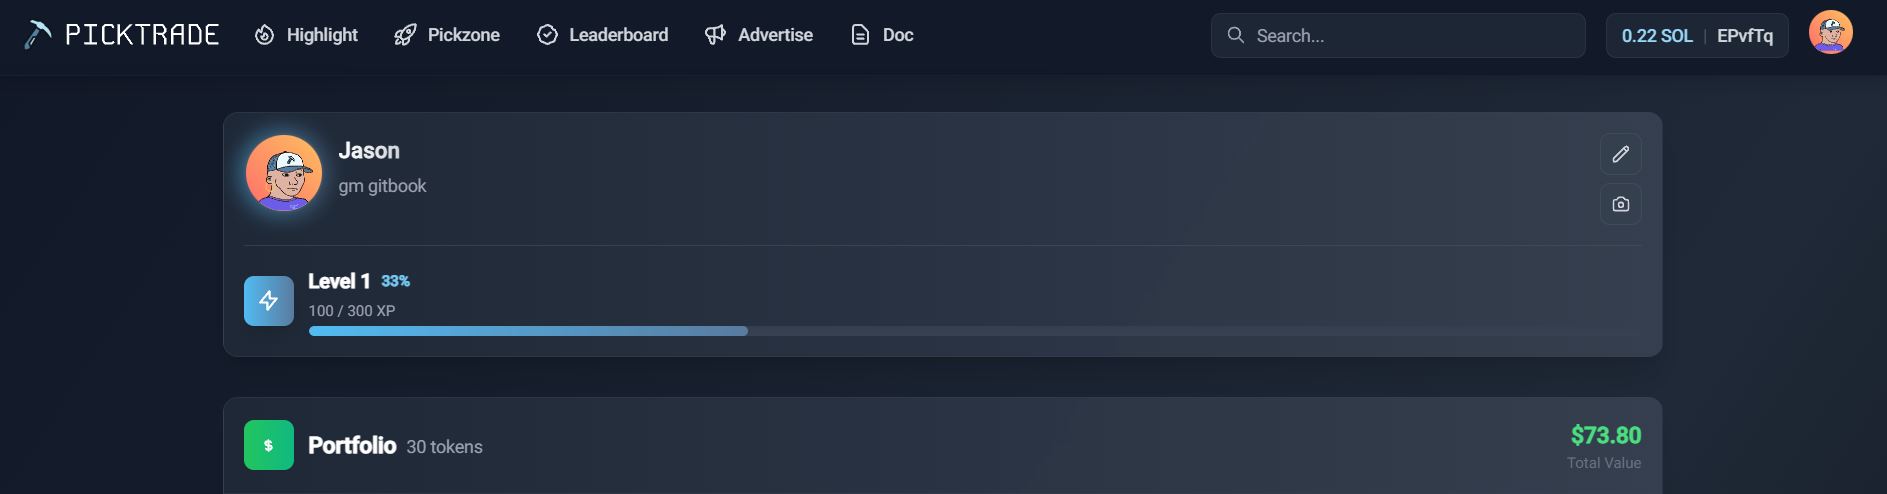 PICKTRADE Highlight Pickzone Leaderboard Advertise Doc Search... 0.22 SOL | EPvfTq
Jason
gm gitbook
Level 1 33%
100 / 300 XP
$ Portfolio 30 tokens $73.80
Total Value